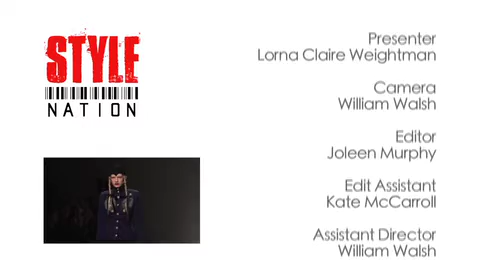 STYLE
NATION
Presenter
Lorna Claire Weightman
Camera
William Walsh
Editor
Joleen Murphy
Edit Assistant
Kate McCarroll
Assistant Director
William Walsh